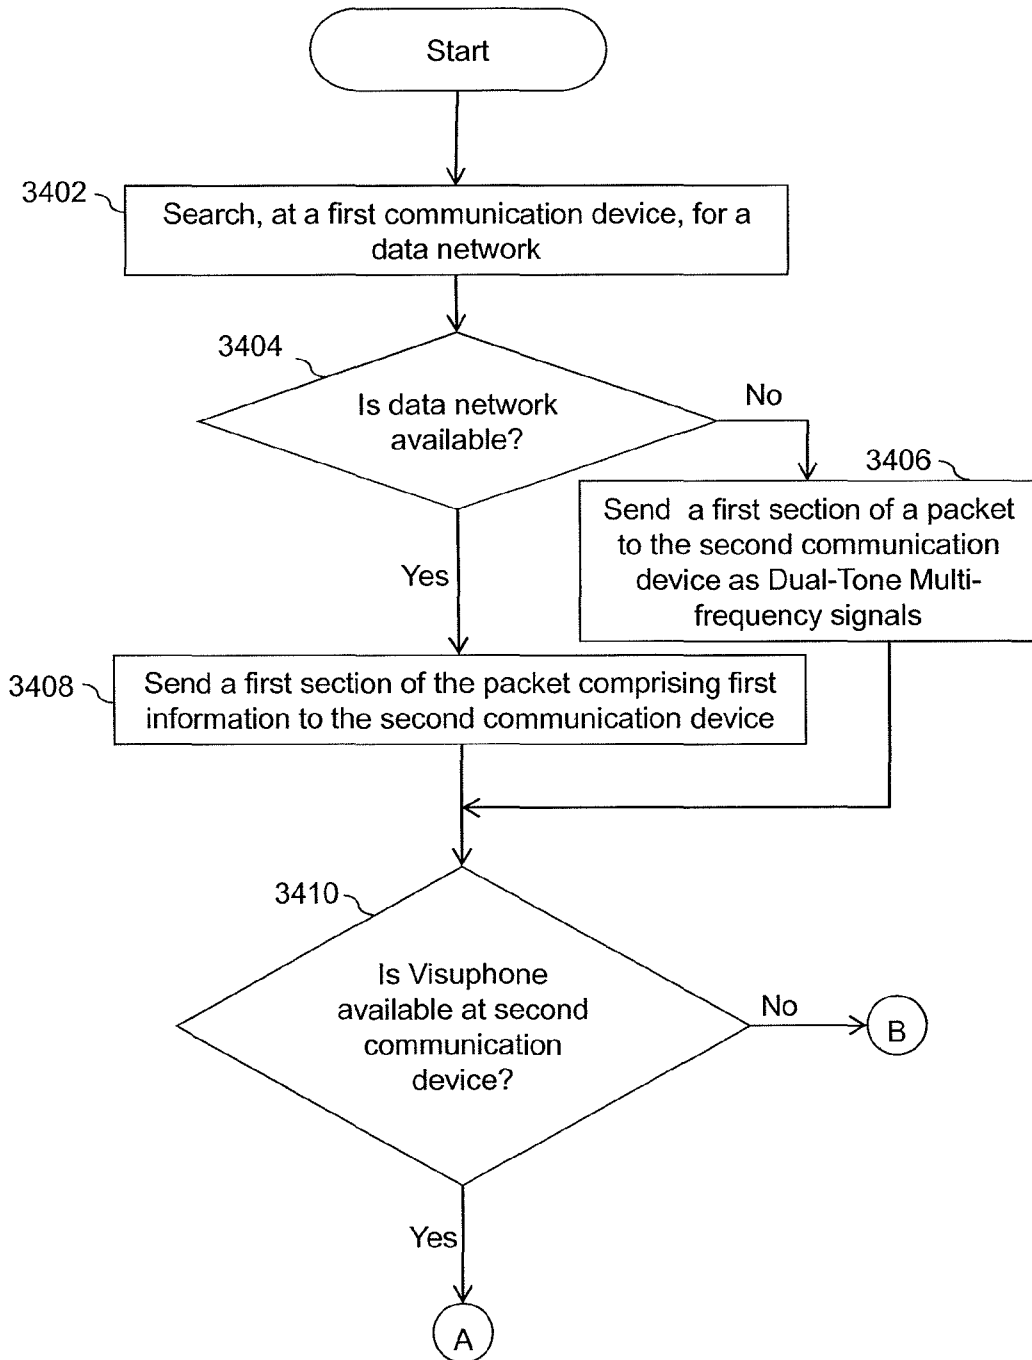 Start
3402
Search, at a first communication device, for a
data network
3404
Is data network
available?
No
3406
Send a first section of a packet
to the second communication
device as Dual-Tone Multi-
frequency signals
Yes
3408
Send a first section of the packet comprising first
information to the second communication device
3410
Is Visuphone
available at second
communication
device?
No
B
Yes
A